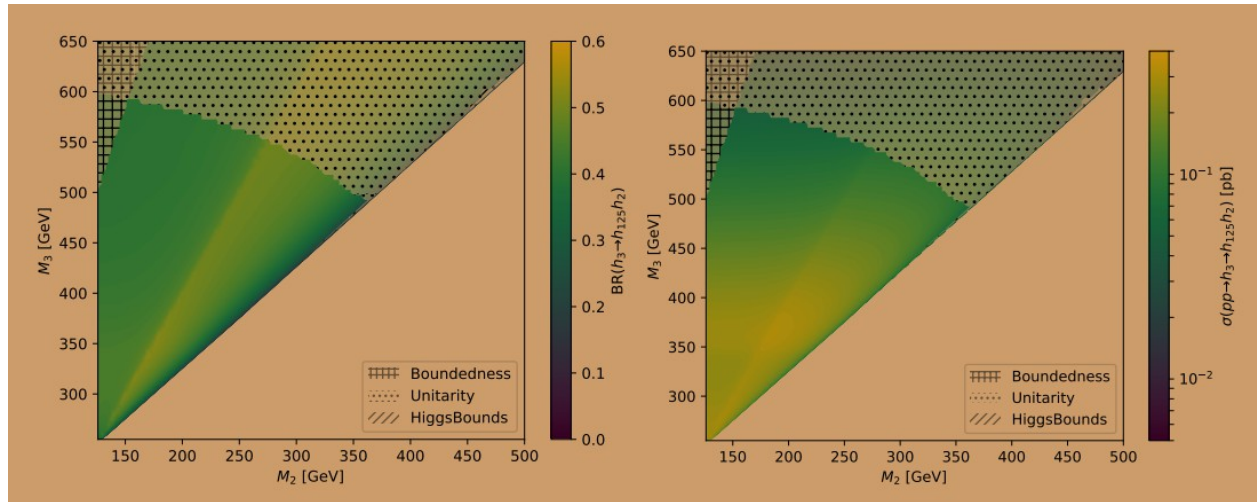 650
600
550
500
450
400
350
300
M₃ [GeV]
150 200 250 300 350 400 450 500
M₂ [GeV]
Boundedness
Unitarity
HiggsBounds
0.6
0.5
0.4
0.3
0.2
0.1
0.0
BR(h₃→h₁₂₅h₂)
650
600
550
500
450
400
350
300
M₃ [GeV]
150 200 250 300 350 400 450 500
M₂ [GeV]
Boundedness
Unitarity
HiggsBounds
10⁻¹
10⁻²
σ(pp→h₃→h₁₂₅h₂) [pb]